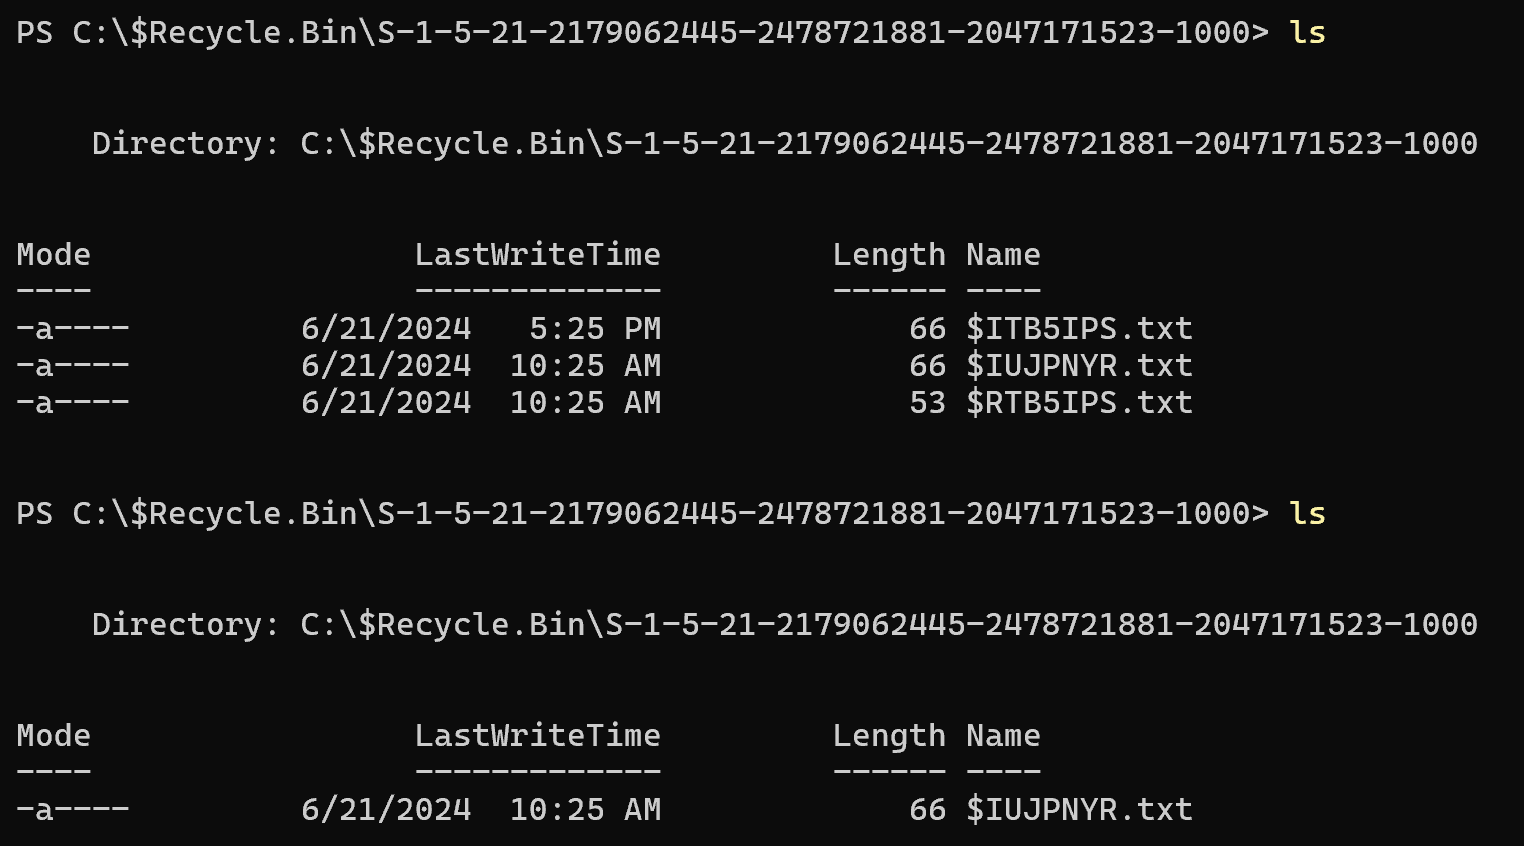 PS C:\$Recycle.Bin\S-1-5-21-2179062445-2478721881-2047171523-1000> ls
Directory: C:\$Recycle.Bin\S-1-5-21-2179062445-2478721881-2047171523-1000
Mode                 LastWriteTime         Length Name
----                 -------------         ------ ----
-a----         6/21/2024   5:25 PM             66 $ITB5IPS.txt
-a----         6/21/2024  10:25 AM             66 $IUJPNYR.txt
-a----         6/21/2024  10:25 AM             53 $RTB5IPS.txt
PS C:\$Recycle.Bin\S-1-5-21-2179062445-2478721881-2047171523-1000> ls
Directory: C:\$Recycle.Bin\S-1-5-21-2179062445-2478721881-2047171523-1000
Mode                 LastWriteTime         Length Name
----                 -------------         ------ ----
-a----         6/21/2024  10:25 AM             66 $IUJPNYR.txt